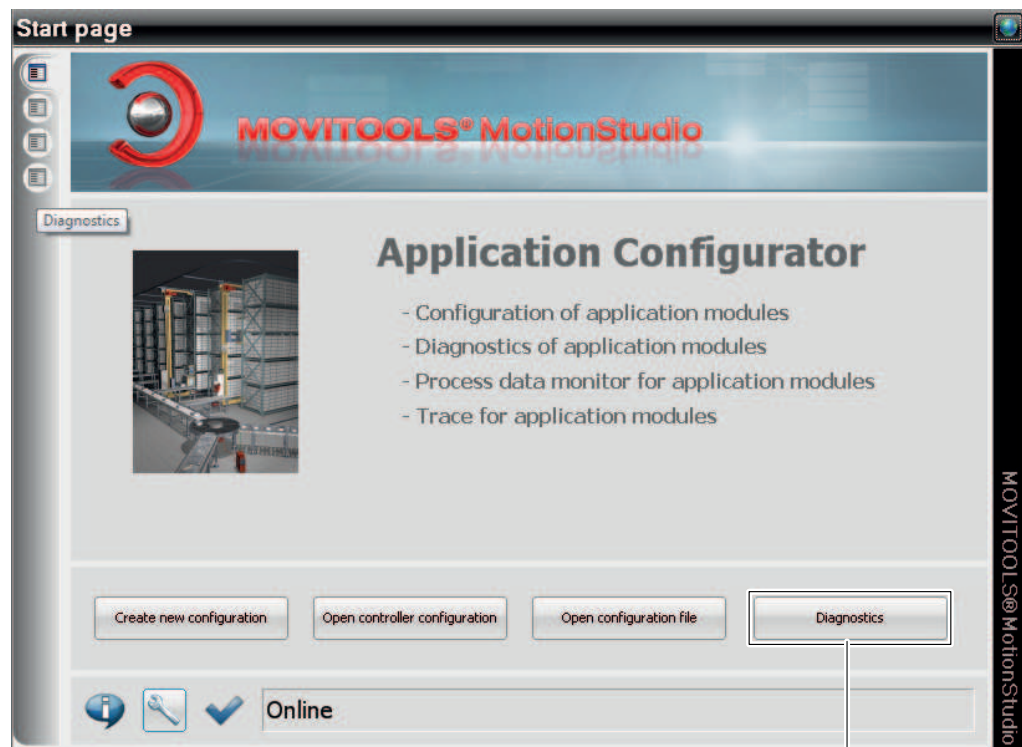 Start page
MOVITOOLS® MotionStudio
Diagnostics
Application Configurator
- Configuration of application modules
- Diagnostics of application modules
- Process data monitor for application modules
- Trace for application modules
Create new configuration
Open controller configuration
Open configuration file
Diagnostics
Online
MOVITOOLS®MotionStudio